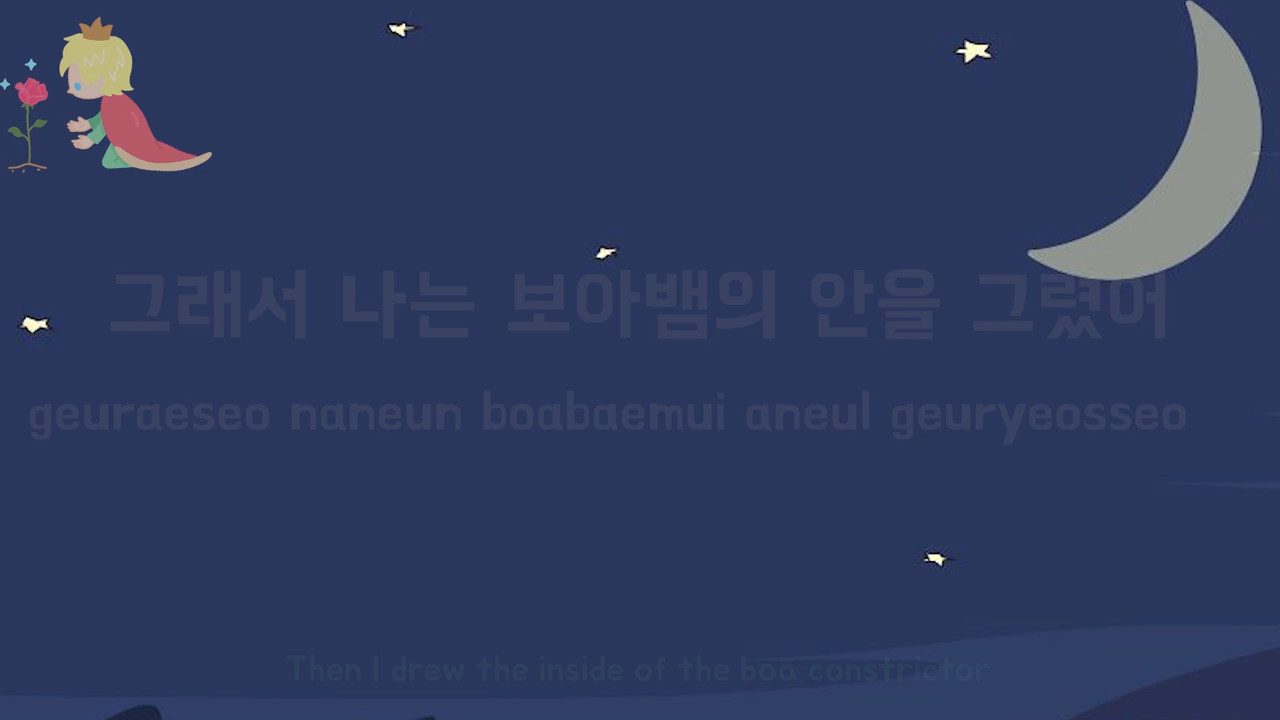 그래서 나는 보아뱀의 안을 그렸어
geuraeseo naneun boabaemui aneul geuryeosseo
Then I drew the inside of the boa constrictor